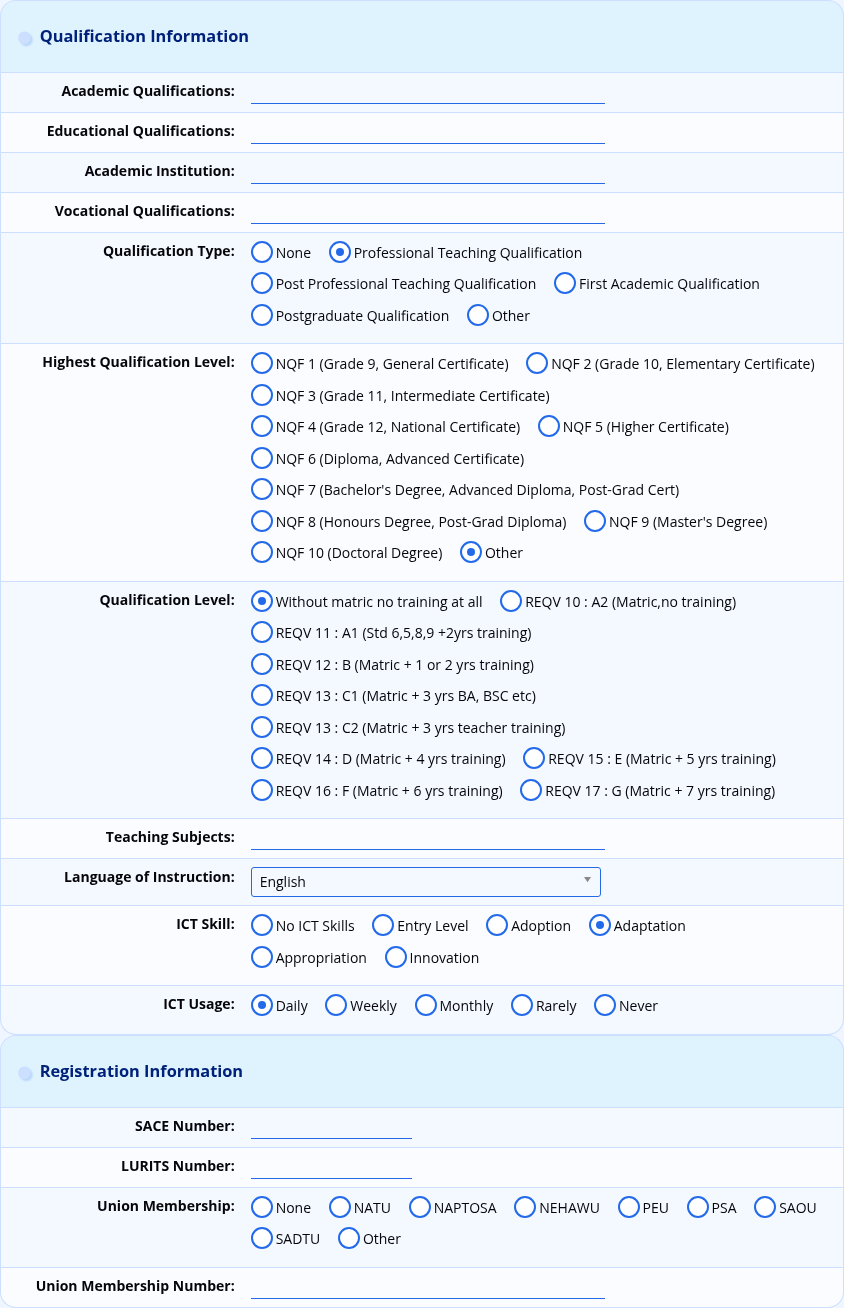 Qualification Information
Academic Qualifications:
Educational Qualifications:
Academic Institution:
Vocational Qualifications:
Qualification Type: None Professional Teaching Qualification
Post Professional Teaching Qualification First Academic Qualification
Postgraduate Qualification Other
Highest Qualification Level: NQF 1 (Grade 9, General Certificate) NQF 2 (Grade 10, Elementary Certificate)
NQF 3 (Grade 11, Intermediate Certificate)
NQF 4 (Grade 12, National Certificate) NQF 5 (Higher Certificate)
NQF 6 (Diploma, Advanced Certificate)
NQF 7 (Bachelor's Degree, Advanced Diploma, Post-Grad Cert)
NQF 8 (Honours Degree, Post-Grad Diploma) NQF 9 (Master's Degree)
NQF 10 (Doctoral Degree) Other
Qualification Level: Without matric no training at all REQV 10 : A2 (Matric,no training)
REQV 11 : A1 (Std 6,5,8,9 +2yrs training)
REQV 12 : B (Matric + 1 or 2 yrs training)
REQV 13 : C1 (Matric + 3 yrs BA, BSC etc)
REQV 13 : C2 (Matric + 3 yrs teacher training)
REQV 14 : D (Matric + 4 yrs training) REQV 15 : E (Matric + 5 yrs training)
REQV 16 : F (Matric + 6 yrs training) REQV 17 : G (Matric + 7 yrs training)
Teaching Subjects:
Language of Instruction: English
ICT Skill: No ICT Skills Entry Level Adoption Adaptation
Appropriation Innovation
ICT Usage: Daily Weekly Monthly Rarely Never
Registration Information
SACE Number:
LURITS Number:
Union Membership: None NATU NAPTOSA NEHAWU PEU PSA SAOU
SADTU Other
Union Membership Number: